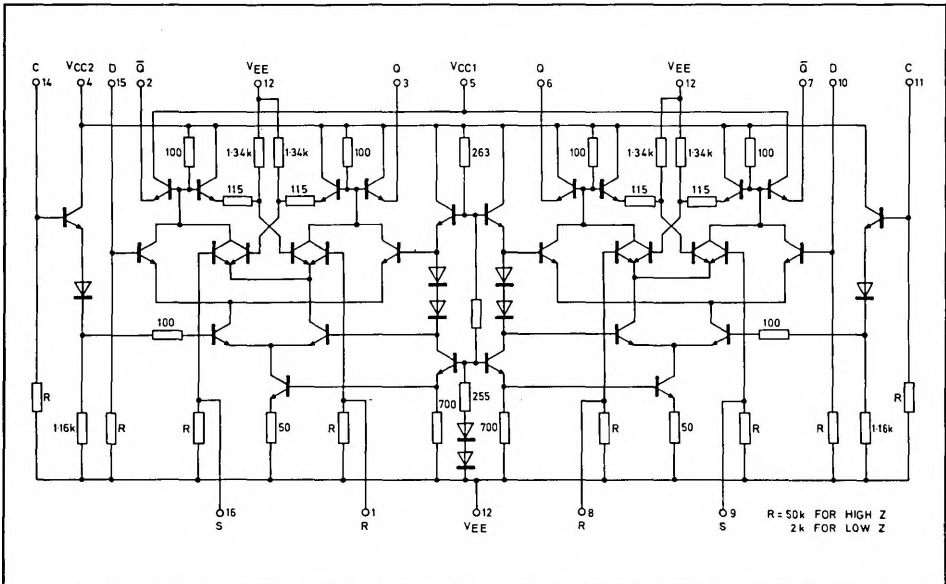 C VCC2 D Q̅ VEE Q VCC1 Q VEE Q̅ D C
14 4 15 2 12 3 5 6 12 7 10 11
100 1·34k 1·34k 100 263 100 1·34k 1·34k 100
115 115 115 115
100 100
700 255 700
R 1·16k R R 50 R R 50 R R 1·16k R
16 1 12 8 9
S R VEE R S
R = 50k FOR HIGH Z
2k FOR LOW Z